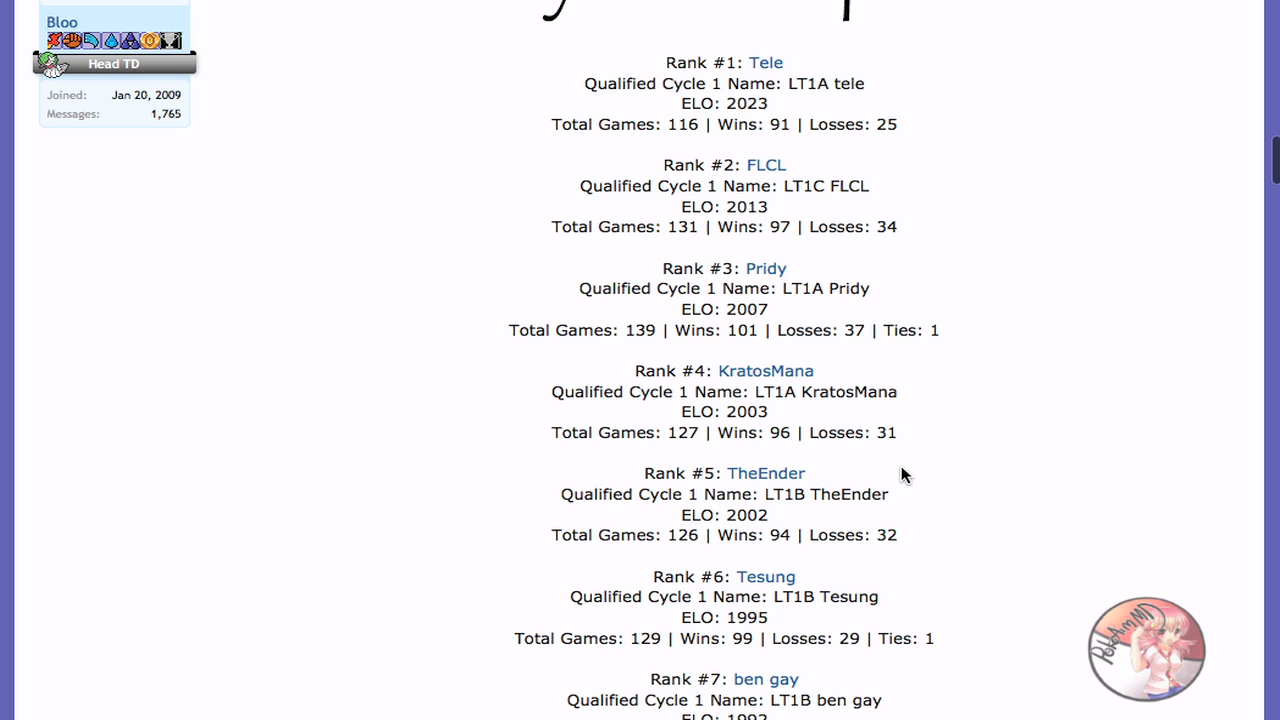 Bloo
Head TD
Joined: Jan 20, 2009
Messages: 1,765
Rank #1: Tele
Qualified Cycle 1 Name: LT1A tele
ELO: 2023
Total Games: 116 | Wins: 91 | Losses: 25
Rank #2: FLCL
Qualified Cycle 1 Name: LT1C FLCL
ELO: 2013
Total Games: 131 | Wins: 97 | Losses: 34
Rank #3: Pridy
Qualified Cycle 1 Name: LT1A Pridy
ELO: 2007
Total Games: 139 | Wins: 101 | Losses: 37 | Ties: 1
Rank #4: KratosMana
Qualified Cycle 1 Name: LT1A KratosMana
ELO: 2003
Total Games: 127 | Wins: 96 | Losses: 31
Rank #5: TheEnder
Qualified Cycle 1 Name: LT1B TheEnder
ELO: 2002
Total Games: 126 | Wins: 94 | Losses: 32
Rank #6: Tesung
Qualified Cycle 1 Name: LT1B Tesung
ELO: 1995
Total Games: 129 | Wins: 99 | Losses: 29 | Ties: 1
Rank #7: ben gay
Qualified Cycle 1 Name: LT1B ben gay
PokeAimMD